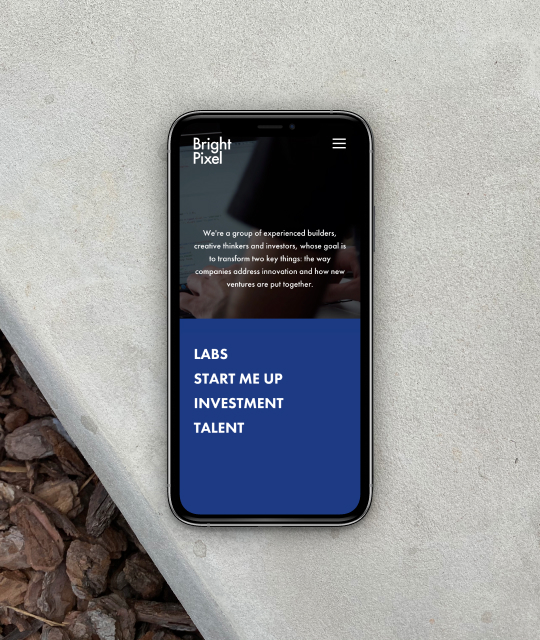 Bright
Pixel
We're a group of experienced builders,
creative thinkers and investors, whose goal is
to transform two key things: the way
companies address innovation and how new
ventures are put together.
LABS
START ME UP
INVESTMENT
TALENT